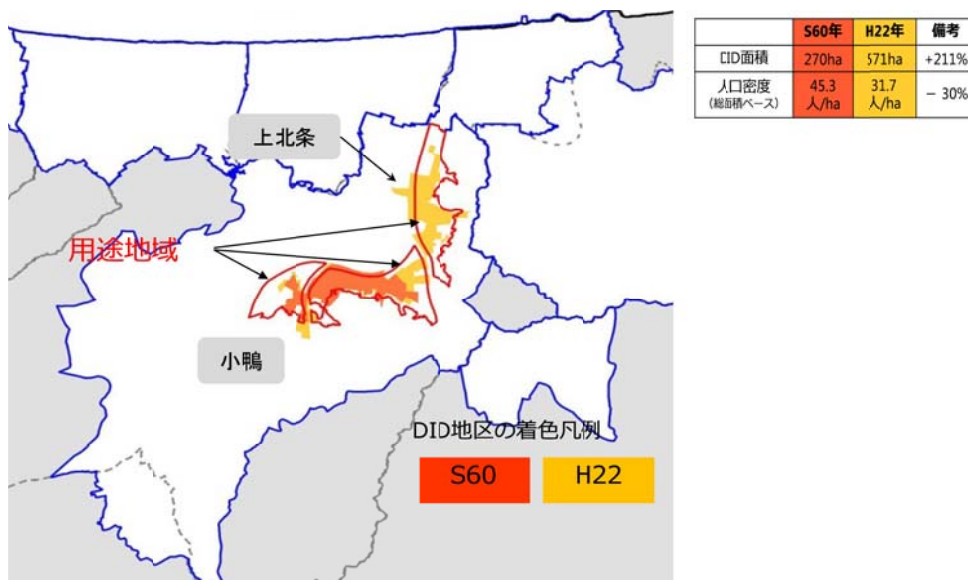 上北条
用途地域
小鴨
DID地区の着色凡例
S60
H22
S60年 H22年 備考
DID面積 270ha 571ha +211%
人口密度 45.3 31.7 － 30%
(総面積ベース) 人/ha 人/ha